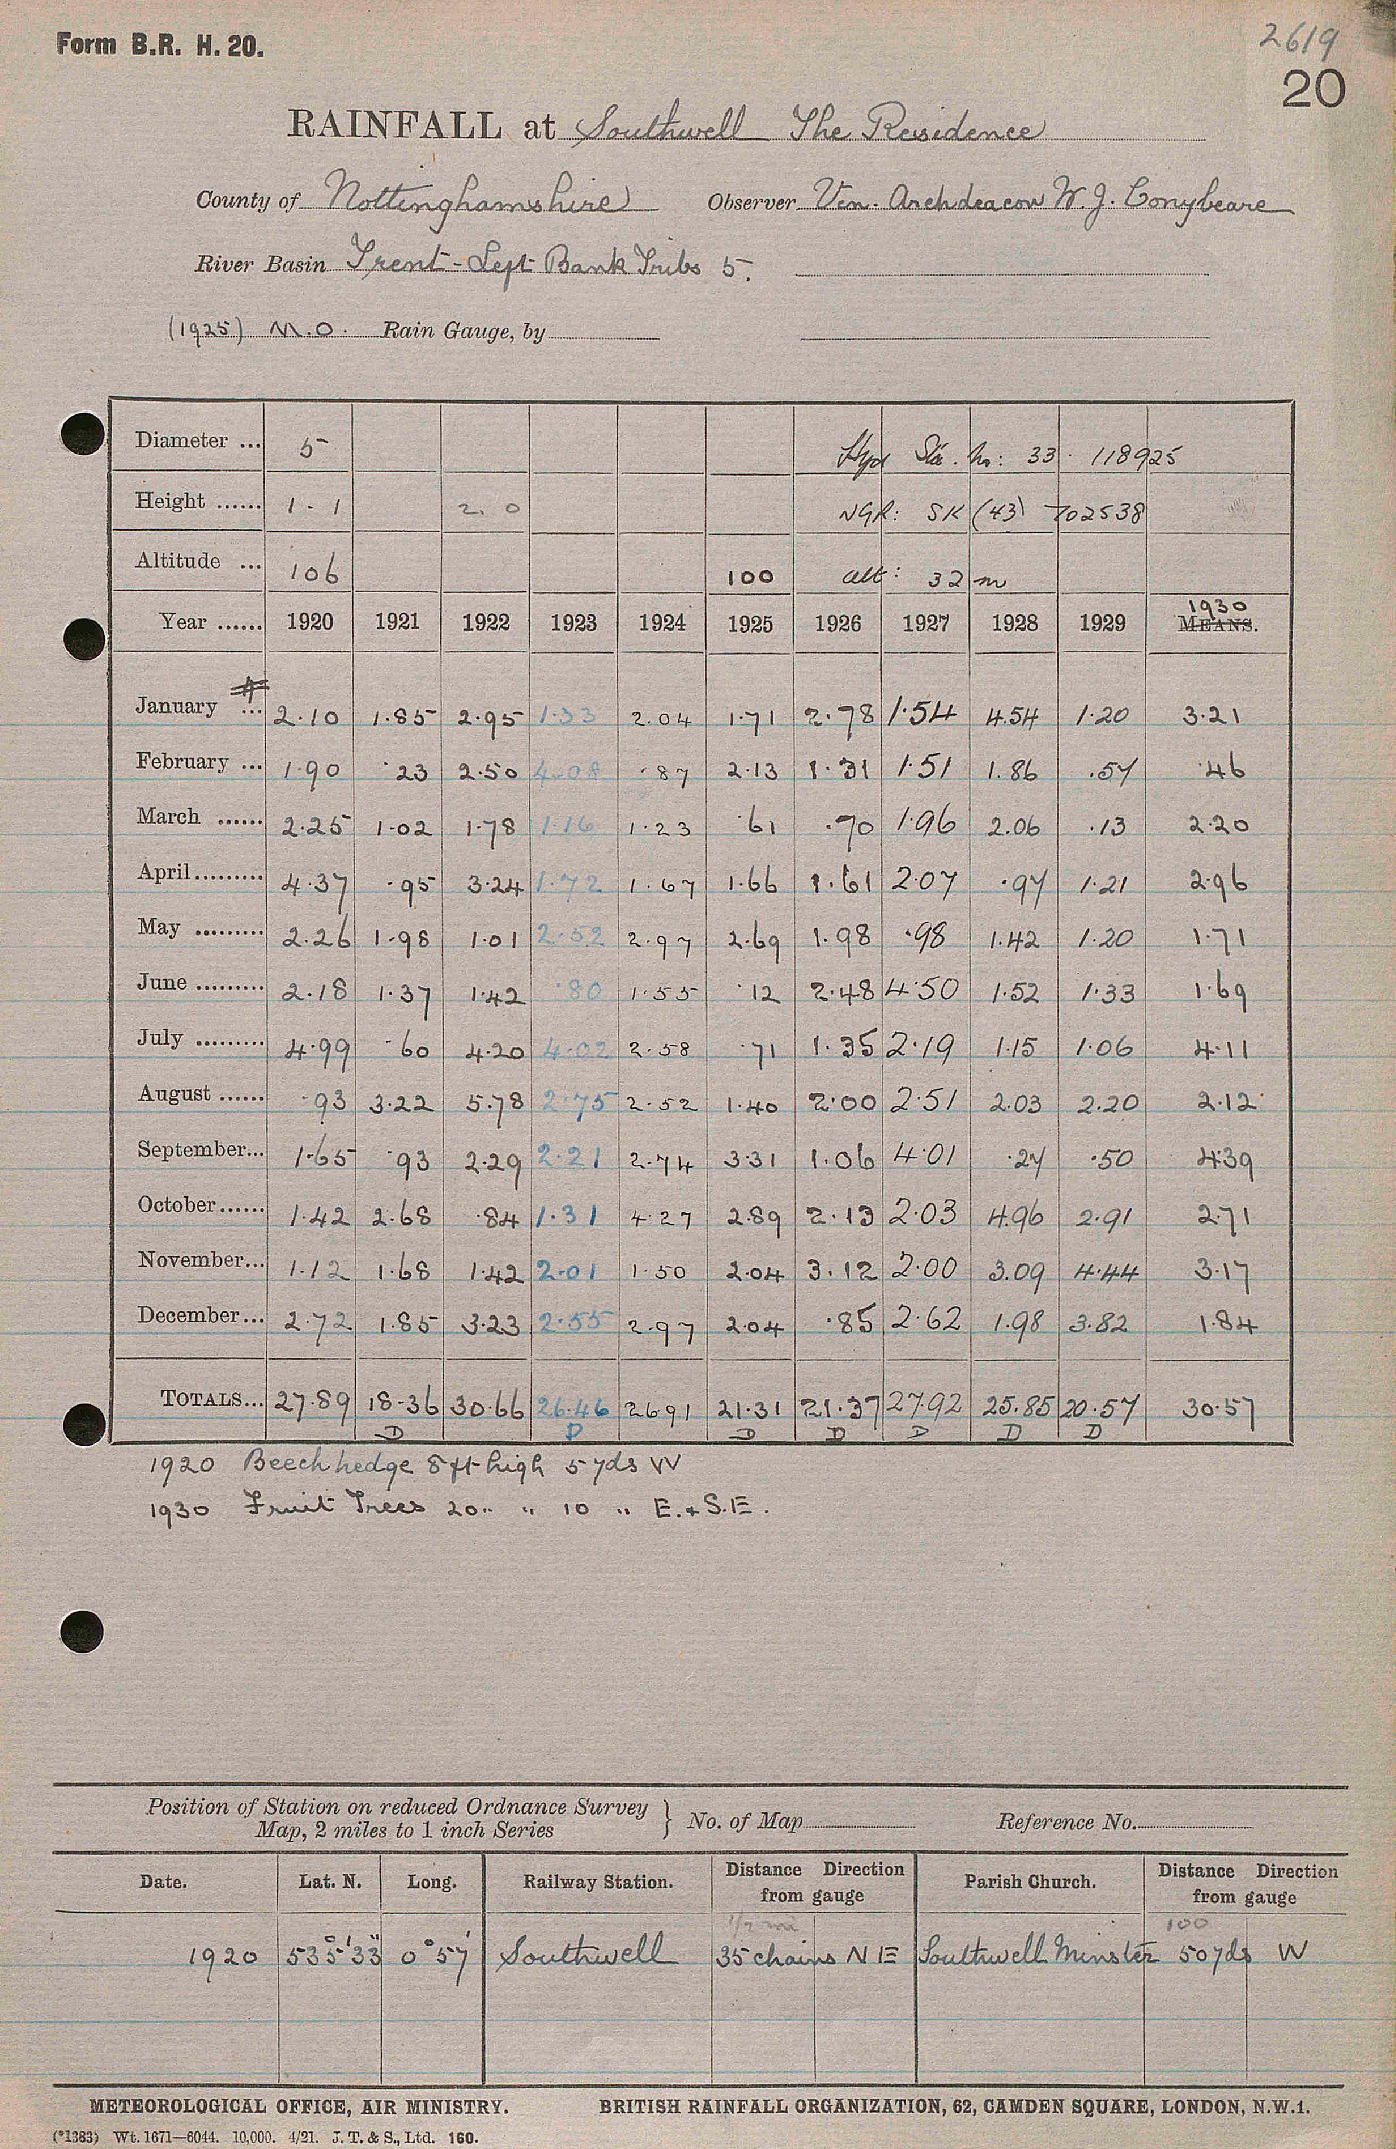 Form B.R. H. 20.
2619
20
RAINFALL at Southwell The Residence
County of Nottinghamshire Observer Ven. Archdeacon W. J. Conybeare
River Basin Trent - Left Bank Tribs 5.
(1925) M.O. Rain Gauge, by
Diameter ... 5 Hyd Sta. No: 33 118925
Height ...... 1.1 2.0 NGR: SK (43) 702538
Altitude ... 106 100 alt: 32 m
Year ...... 1920 1921 1922 1923 1924 1925 1926 1927 1928 1929 1930 MEANS.
January # ... 2.10 1.85 2.95 1.33 2.04 1.71 2.78 1.54 4.54 1.20 3.21
February ... 1.90 .23 2.50 4.08 .87 2.13 1.31 1.51 1.86 .57 .46
March ...... 2.25 1.02 1.78 1.16 1.23 .61 .70 1.96 2.06 .13 2.20
April......... 4.37 .95 3.24 1.72 1.67 1.66 1.61 2.07 .97 1.21 2.96
May ......... 2.26 1.98 1.01 2.52 2.97 2.69 1.98 .98 1.42 1.20 1.71
June ......... 2.18 1.37 1.42 .80 1.55 .12 2.48 4.50 1.52 1.33 1.69
July ......... 4.99 .60 4.20 4.02 2.58 .71 1.35 2.19 1.15 1.06 4.11
August ...... .93 3.22 5.78 2.75 2.52 1.40 2.00 2.51 2.03 2.20 2.12
September... 1.65 .93 2.29 2.21 2.74 3.31 1.06 4.01 .27 .50 4.39
October...... 1.42 2.68 .84 1.31 4.27 2.89 2.13 2.03 4.96 2.91 2.71
November... 1.12 1.68 1.42 2.01 1.50 2.04 3.12 2.00 3.09 4.44 3.17
December... 2.72 1.85 3.23 2.55 2.97 2.04 .85 2.62 1.98 3.82 1.84
TOTALS... 27.89 18.36 30.66 26.46 26.91 21.31 21.37 27.92 25.85 20.57 30.57
D D D D D D D
1920 Beech hedge 8 ft high 5 yds W
1930 Fruit Trees 20 " " 10 " E. & S.E.
Position of Station on reduced Ordnance Survey
Map, 2 miles to 1 inch Series } No. of Map Reference No.
Date. Lat. N. Long. Railway Station. Distance Direction from gauge Parish Church. Distance Direction from gauge
1/2 mi 100
1920 53° 5' 33" 0° 57' Southwell 35 chains N E Southwell Minster 50 yds W
METEOROLOGICAL OFFICE, AIR MINISTRY. BRITISH RAINFALL ORGANIZATION, 62, CAMDEN SQUARE, LONDON, N.W.1.
(*1383) Wt. 1671—6044. 10,000. 4/21. J. T. & S., Ltd. 160.